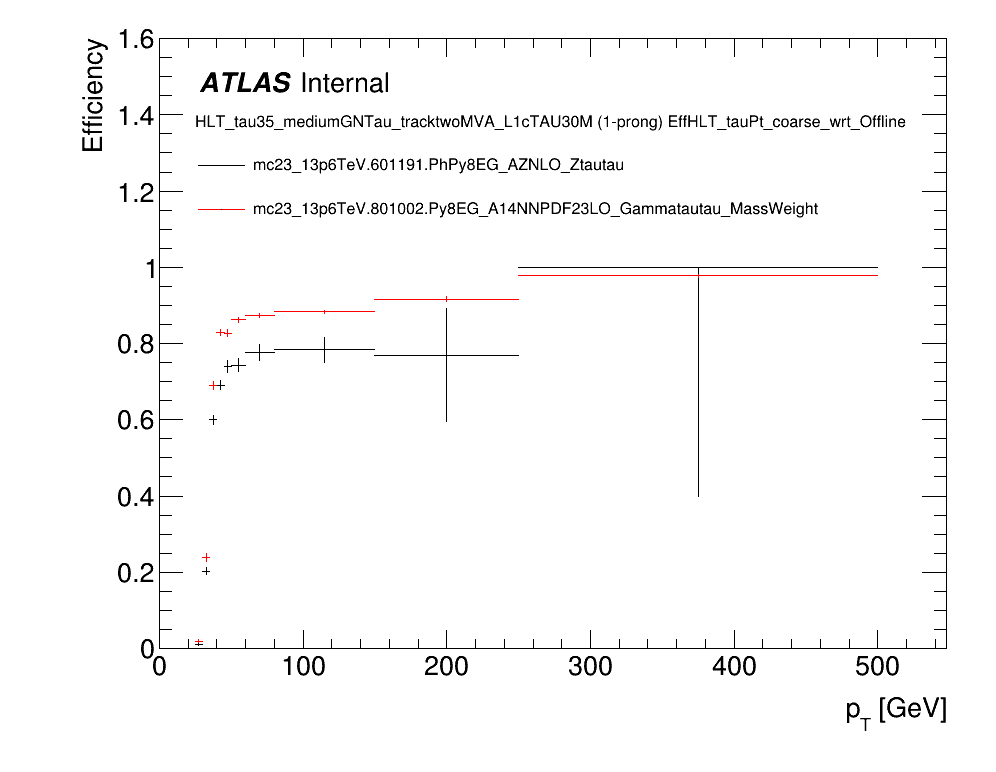 ATLAS Internal
HLT_tau35_mediumGNTau_tracktwoMVA_L1cTAU30M (1-prong) EffHLT_tauPt_coarse_wrt_Offline
mc23_13p6TeV.601191.PhPy8EG_AZNLO_Ztautau
mc23_13p6TeV.801002.Py8EG_A14NNPDF23LO_Gammatautau_MassWeight
Efficiency
1.6
1.4
1.2
1
0.8
0.6
0.4
0.2
0
0 100 200 300 400 500
p_T [GeV]